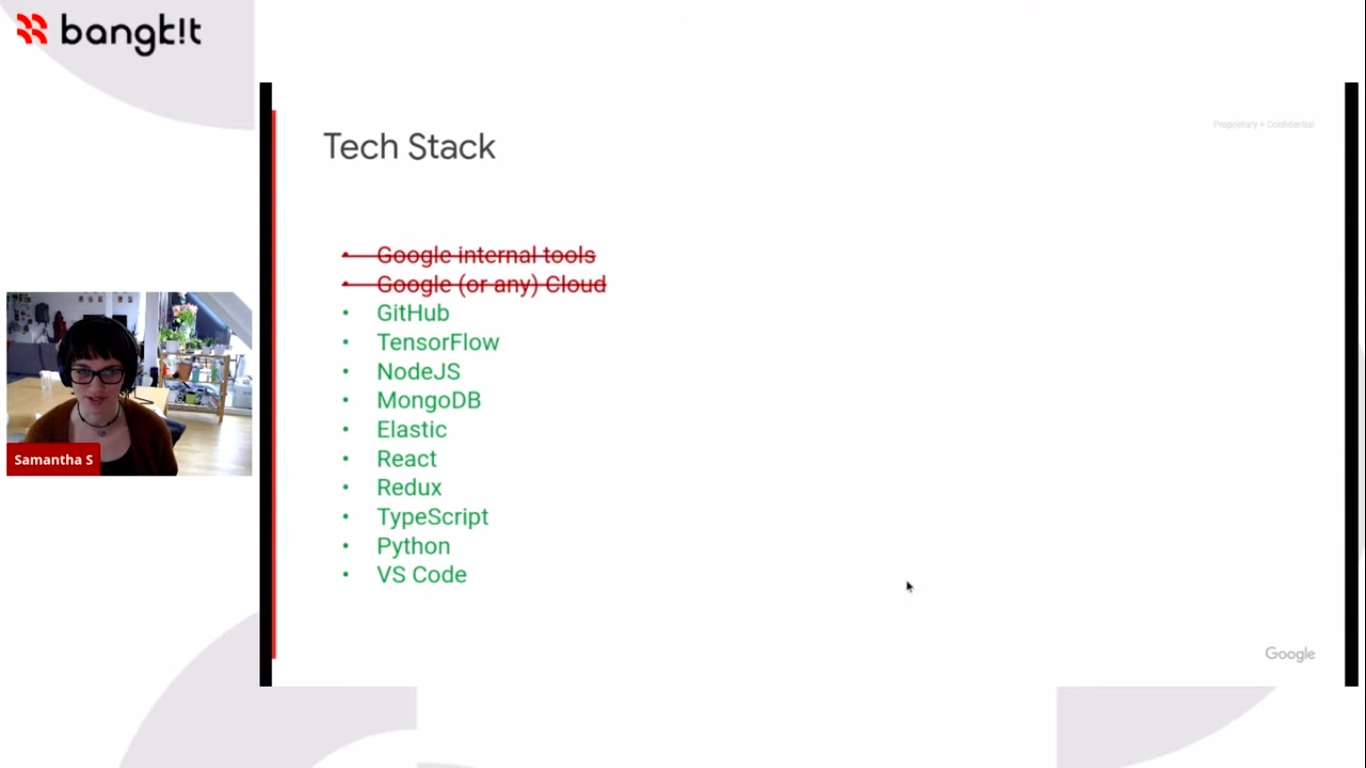 bangk!t
Tech Stack
Proprietary + Confidential
• Google internal tools
• Google (or any) Cloud
• GitHub
• TensorFlow
• NodeJS
• MongoDB
• Elastic
• React
• Redux
• TypeScript
• Python
• VS Code
Samantha S
Google